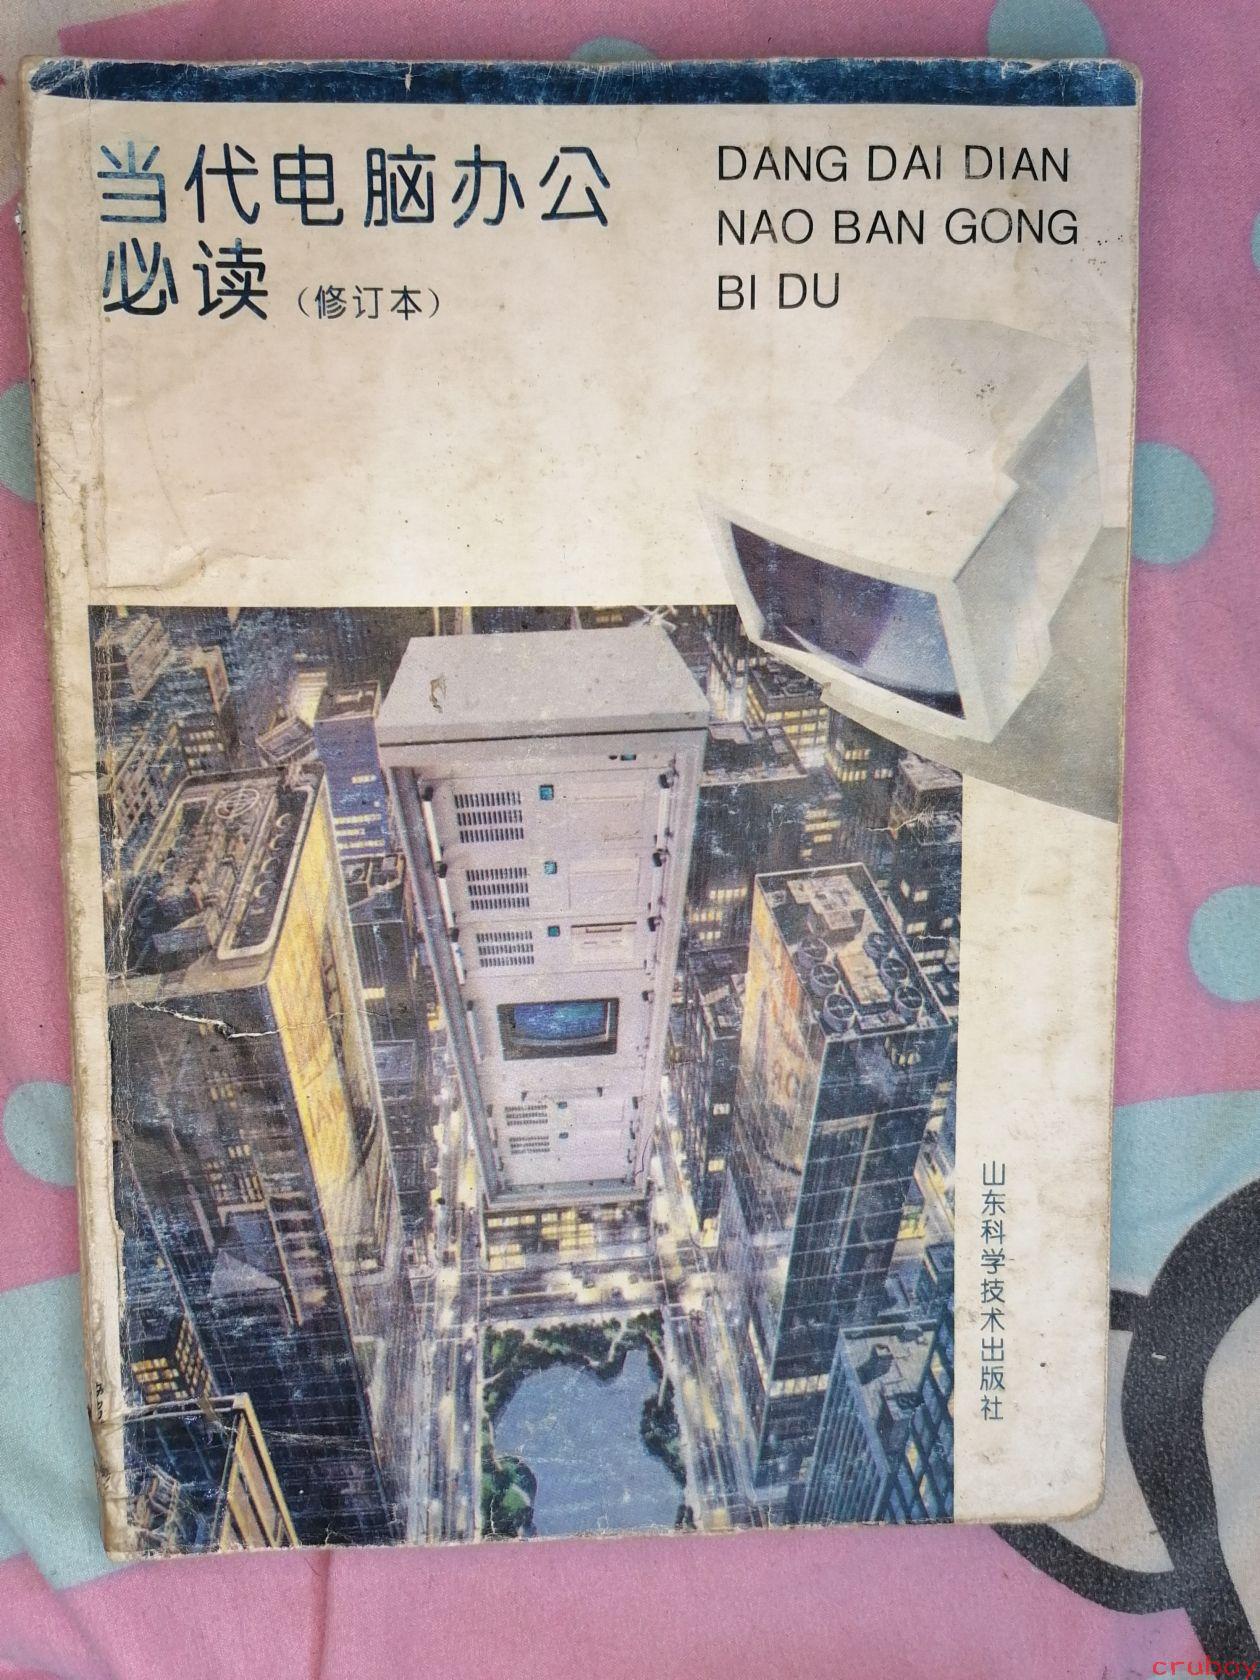 当代电脑办公
必读（修订本）
DANG DAI DIAN
NAO BAN GONG
BI DU
山东科学技术出版社